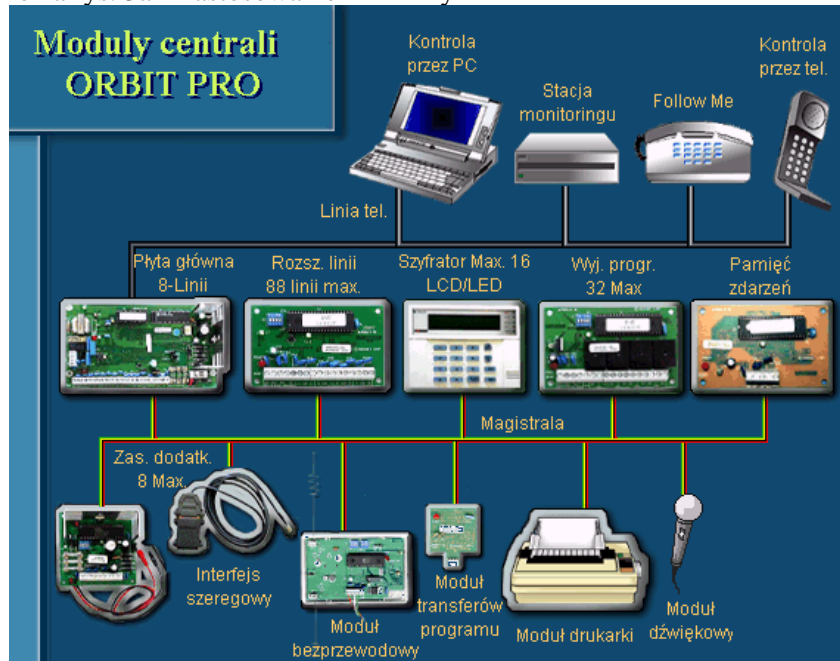 Moduly centrali
ORBIT PRO
Kontrola
przez PC
Stacja
monitoringu
Follow Me
Kontrola
przez tel.
Linia tel.
Płyta główna
8-Linii
Rozsz. linii
88 linii max.
Szyfrator Max. 16
LCD/LED
Wyj. progr.
32 Max
Pamięć
zdarzeń
Magistrala
Zas. dodatk.
8 Max.
Interfejs
szeregowy
Moduł
bezprzewodowy
Moduł
transferów
programu
Moduł drukarki
Moduł
dźwiękowy